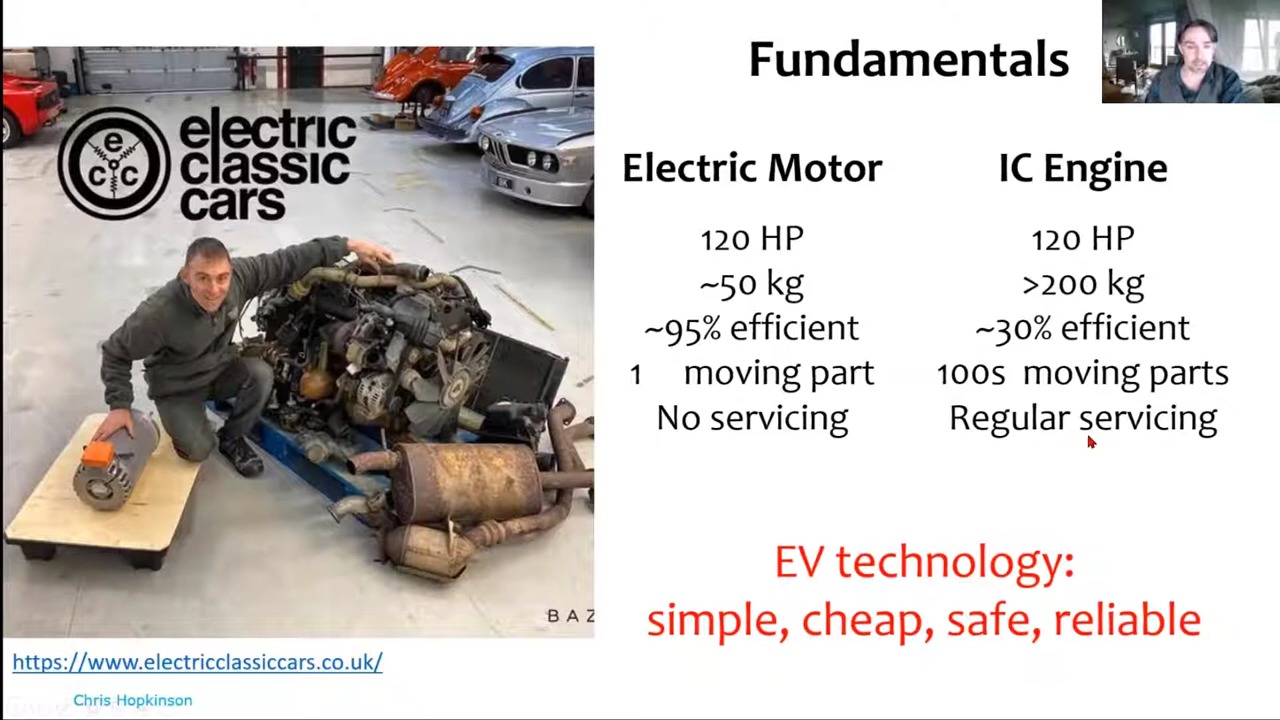 Fundamentals
e
c c
electric
classic
cars
Electric Motor
120 HP
~50 kg
~95% efficient
1 moving part
No servicing
IC Engine
120 HP
>200 kg
~30% efficient
100s moving parts
Regular servicing
EV technology:
simple, cheap, safe, reliable
BAZ
https://www.electricclassiccars.co.uk/
Chris Hopkinson